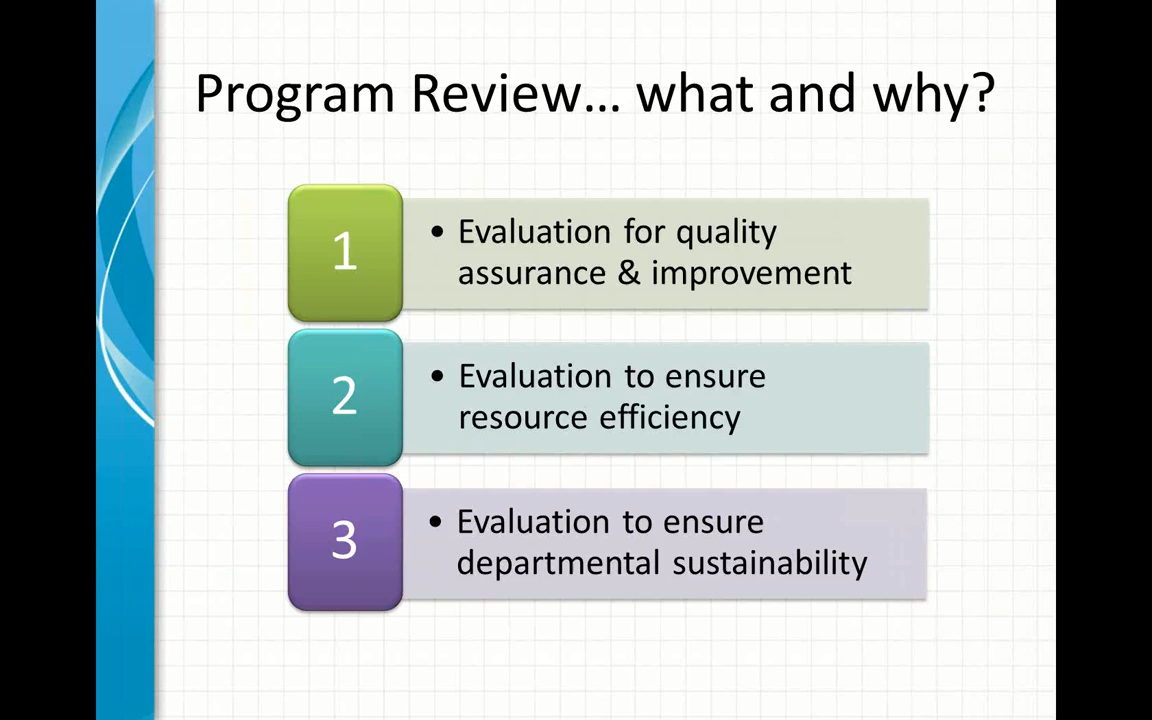 Program Review... what and why?
1
• Evaluation for quality
assurance & improvement
2
• Evaluation to ensure
resource efficiency
3
• Evaluation to ensure
departmental sustainability